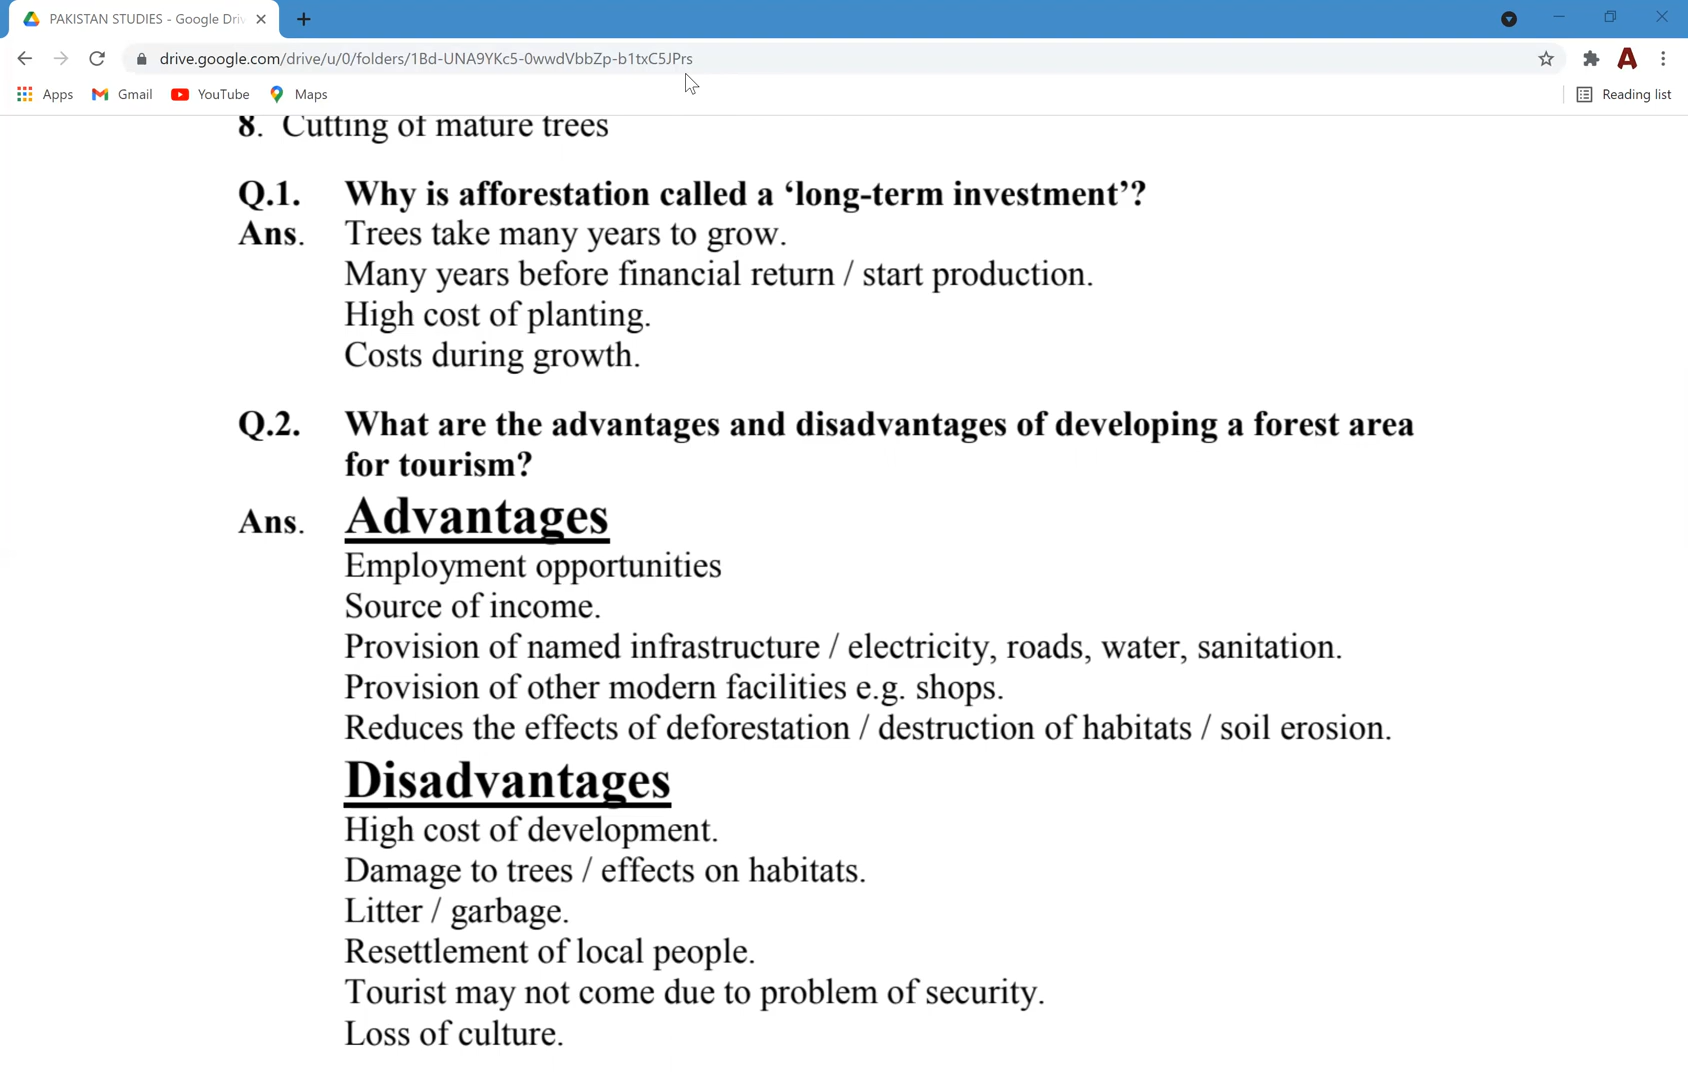 PAKISTAN STUDIES - Google Driv
drive.google.com/drive/u/0/folders/1Bd-UNA9YKc5-0wwdVbbZp-b1txC5JPrs
Apps Gmail YouTube Maps Reading list
8. Cutting of mature trees
Q.1. Why is afforestation called a ‘long-term investment’?
Ans. Trees take many years to grow.
Many years before financial return / start production.
High cost of planting.
Costs during growth.
Q.2. What are the advantages and disadvantages of developing a forest area
for tourism?
Ans. Advantages
Employment opportunities
Source of income.
Provision of named infrastructure / electricity, roads, water, sanitation.
Provision of other modern facilities e.g. shops.
Reduces the effects of deforestation / destruction of habitats / soil erosion.
Disadvantages
High cost of development.
Damage to trees / effects on habitats.
Litter / garbage.
Resettlement of local people.
Tourist may not come due to problem of security.
Loss of culture.